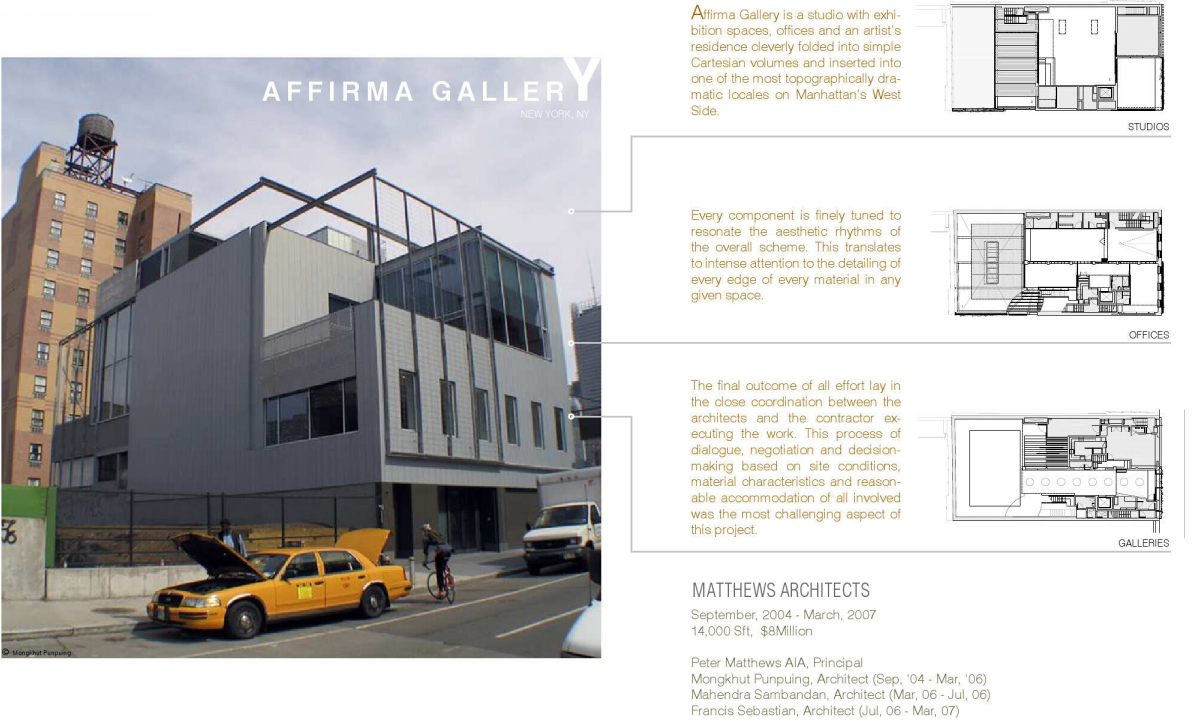 AFFIRMA GALLERY
NEW YORK, NY
© Mongkhut Punpuing
Affirma Gallery is a studio with exhi-
bition spaces, offices and an artist's
residence cleverly folded into simple
Cartesian volumes and inserted into
one of the most topographically dra-
matic locales on Manhattan's West
Side.
STUDIOS
Every component is finely tuned to
resonate the aesthetic rhythms of
the overall scheme. This translates
to intense attention to the detailing of
every edge of every material in any
given space.
OFFICES
The final outcome of all effort lay in
the close coordination between the
architects and the contractor ex-
ecuting the work. This process of
dialogue, negotiation and decision-
making based on site conditions,
material characteristics and reason-
able accommodation of all involved
was the most challenging aspect of
this project.
GALLERIES
MATTHEWS ARCHITECTS
September, 2004 - March, 2007
14,000 Sft, $8Million
Peter Matthews AIA, Principal
Mongkhut Punpuing, Architect (Sep, '04 - Mar, '06)
Mahendra Sambandan, Architect (Mar, 06 - Jul, 06)
Francis Sebastian, Architect (Jul, 06 - Mar, 07)